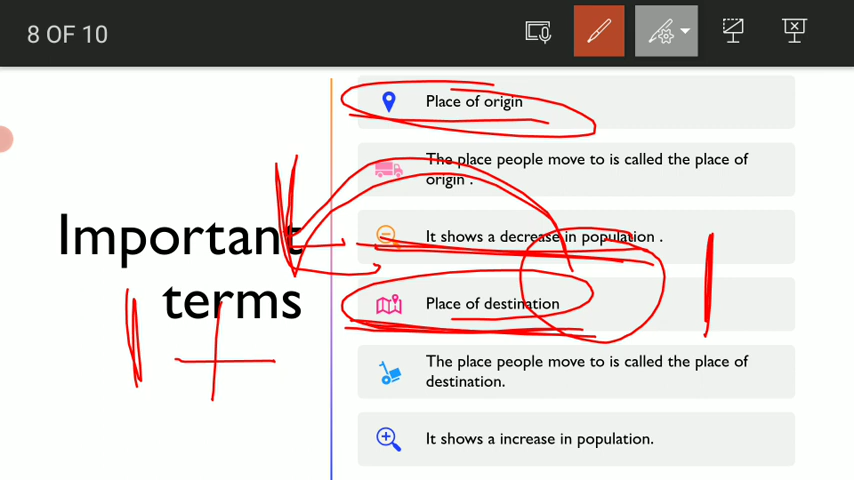 8 OF 10
Important
terms
Place of origin
The place people move to is called the place of
origin .
It shows a decrease in population .
Place of destination
The place people move to is called the place of
destination.
It shows a increase in population.